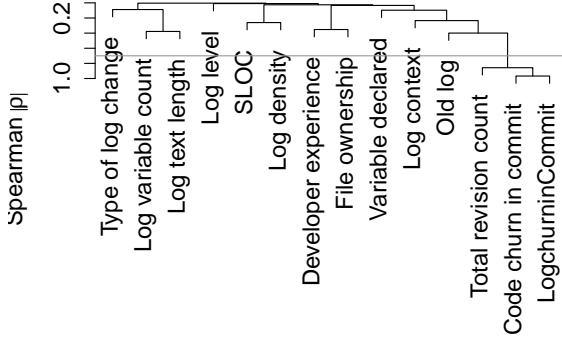 Spearman |ρ|
0.2
1.0
Type of log change
Log variable count
Log text length
Log level
SLOC
Log density
Developer experience
File ownership
Variable declared
Log context
Old log
Total revision count
Code churn in commit
LogchurninCommit